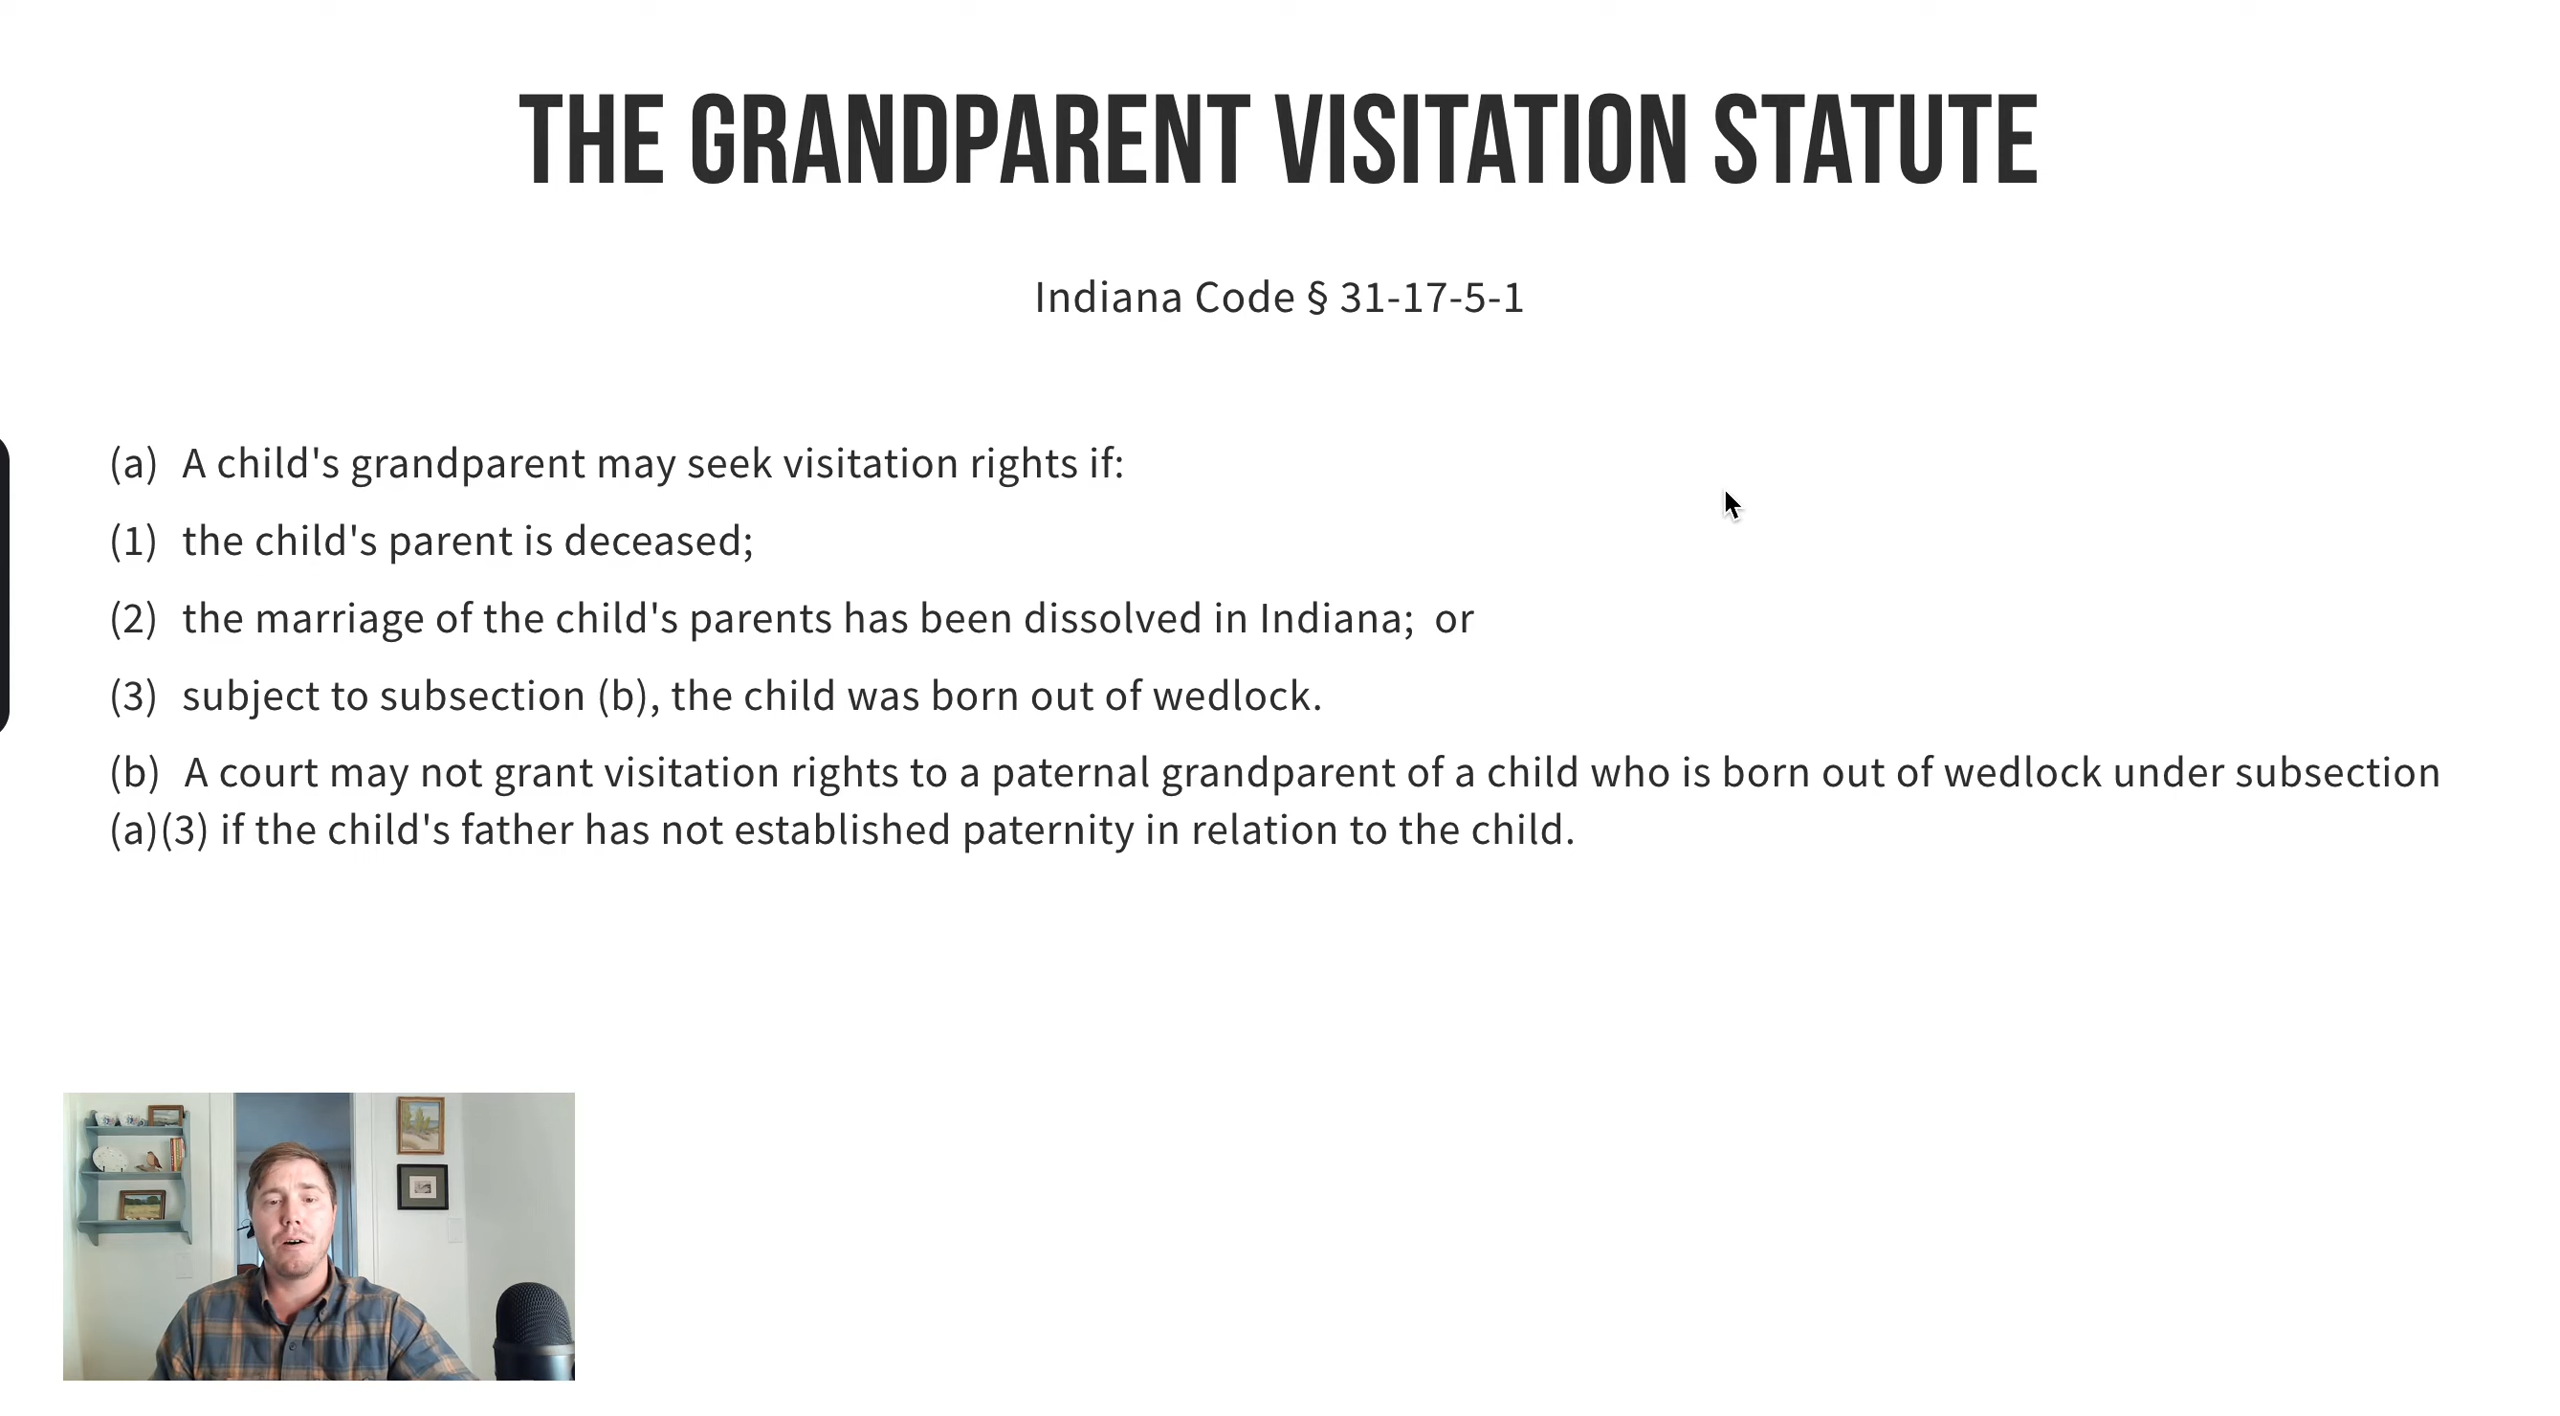 THE GRANDPARENT VISITATION STATUTE
Indiana Code § 31-17-5-1
(a) A child's grandparent may seek visitation rights if:
(1) the child's parent is deceased;
(2) the marriage of the child's parents has been dissolved in Indiana; or
(3) subject to subsection (b), the child was born out of wedlock.
(b) A court may not grant visitation rights to a paternal grandparent of a child who is born out of wedlock under subsection
(a)(3) if the child's father has not established paternity in relation to the child.